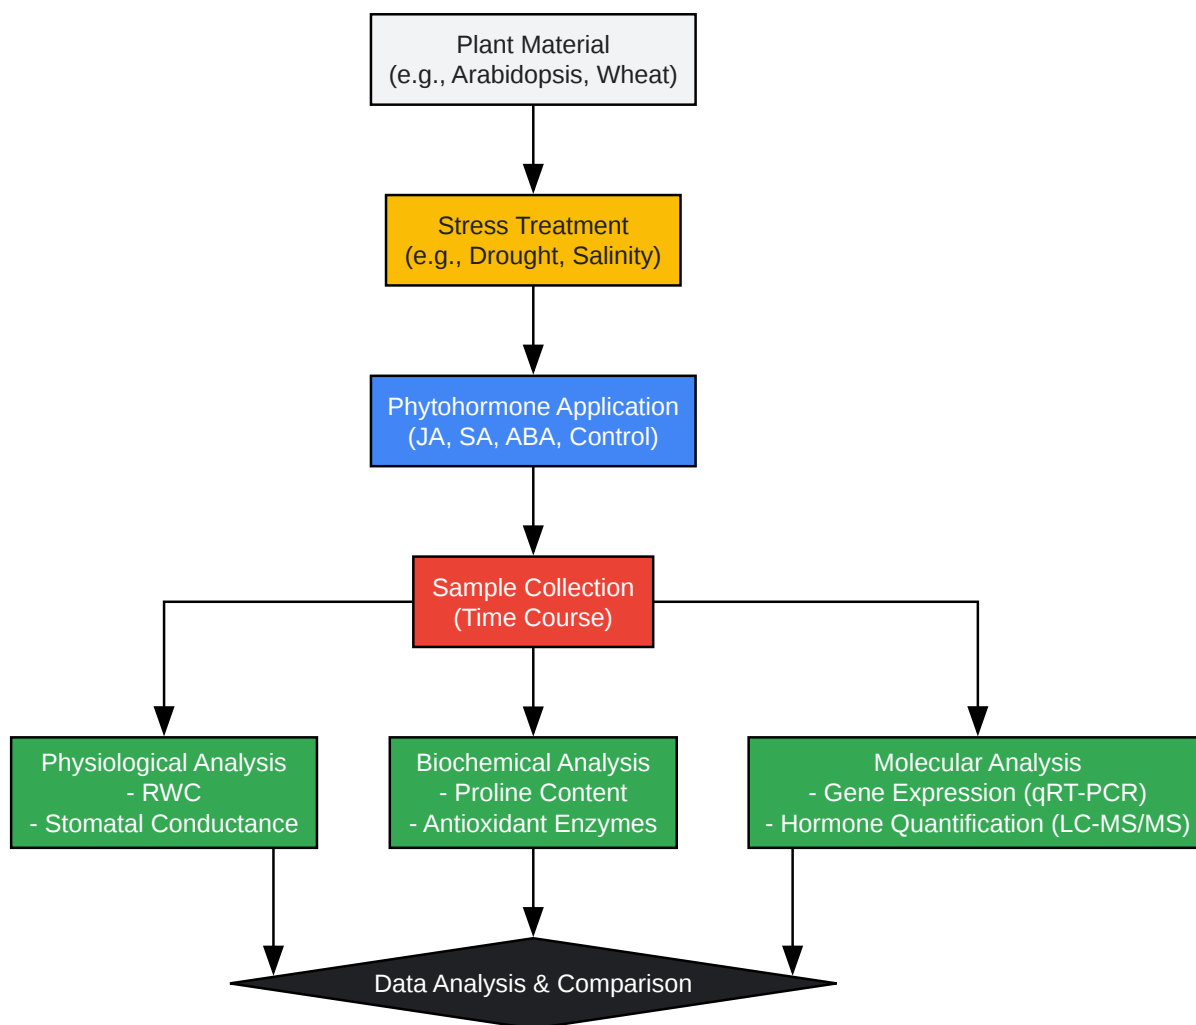 Plant Material
(e.g., Arabidopsis, Wheat)
Stress Treatment
(e.g., Drought, Salinity)
Phytohormone Application
(JA, SA, ABA, Control)
Sample Collection
(Time Course)
Physiological Analysis
- RWC
- Stomatal Conductance
Biochemical Analysis
- Proline Content
- Antioxidant Enzymes
Molecular Analysis
- Gene Expression (qRT-PCR)
- Hormone Quantification (LC-MS/MS)
Data Analysis & Comparison